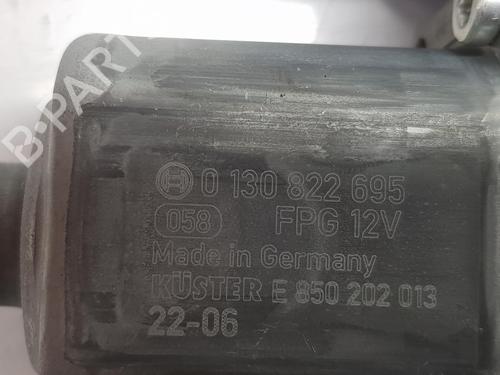 B-PARTS
0 130 822 695
058 FPG 12V
Made in Germany
KÜSTER E 850 202 013
22-06